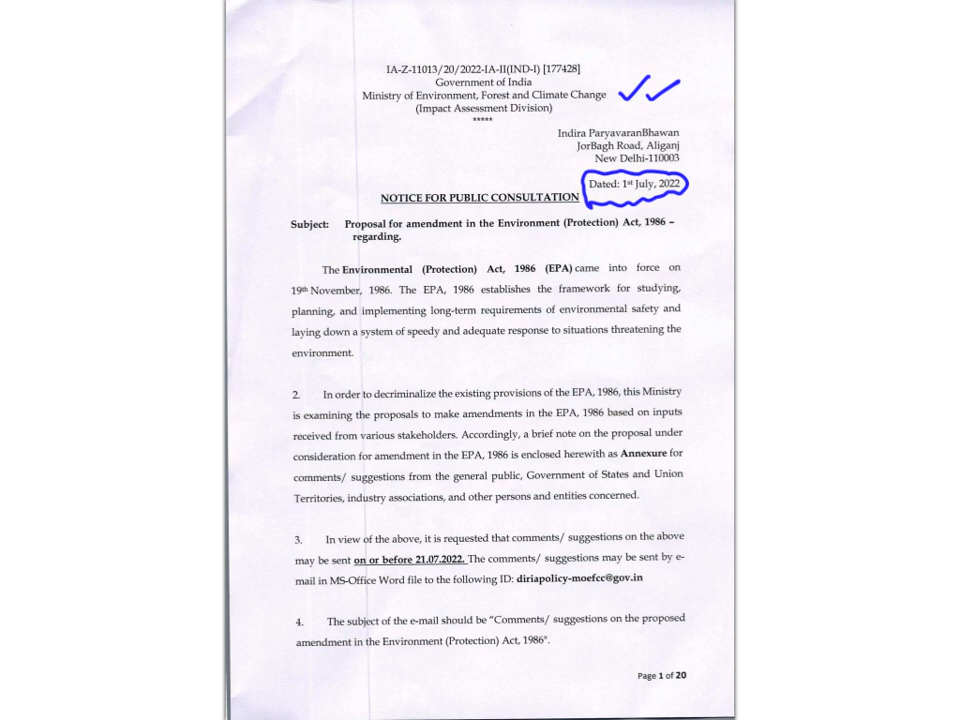 IA-Z-11013/20/2022-IA-II(IND-I) [177428]
Government of India
Ministry of Environment, Forest and Climate Change
(Impact Assessment Division)
*****
Indira ParyavaranBhawan
JorBagh Road, Aliganj
New Delhi-110003
Dated: 1st July, 2022
NOTICE FOR PUBLIC CONSULTATION
Subject: Proposal for amendment in the Environment (Protection) Act, 1986 –
regarding.
The Environmental (Protection) Act, 1986 (EPA) came into force on
19th November, 1986. The EPA, 1986 establishes the framework for studying,
planning, and implementing long-term requirements of environmental safety and
laying down a system of speedy and adequate response to situations threatening the
environment.
2. In order to decriminalize the existing provisions of the EPA, 1986, this Ministry
is examining the proposals to make amendments in the EPA, 1986 based on inputs
received from various stakeholders. Accordingly, a brief note on the proposal under
consideration for amendment in the EPA, 1986 is enclosed herewith as Annexure for
comments/ suggestions from the general public, Government of States and Union
Territories, industry associations, and other persons and entities concerned.
3. In view of the above, it is requested that comments/ suggestions on the above
may be sent on or before 21.07.2022. The comments/ suggestions may be sent by e-
mail in MS-Office Word file to the following ID: diriapolicy-moefcc@gov.in
4. The subject of the e-mail should be "Comments/ suggestions on the proposed
amendment in the Environment (Protection) Act, 1986".
Page 1 of 20